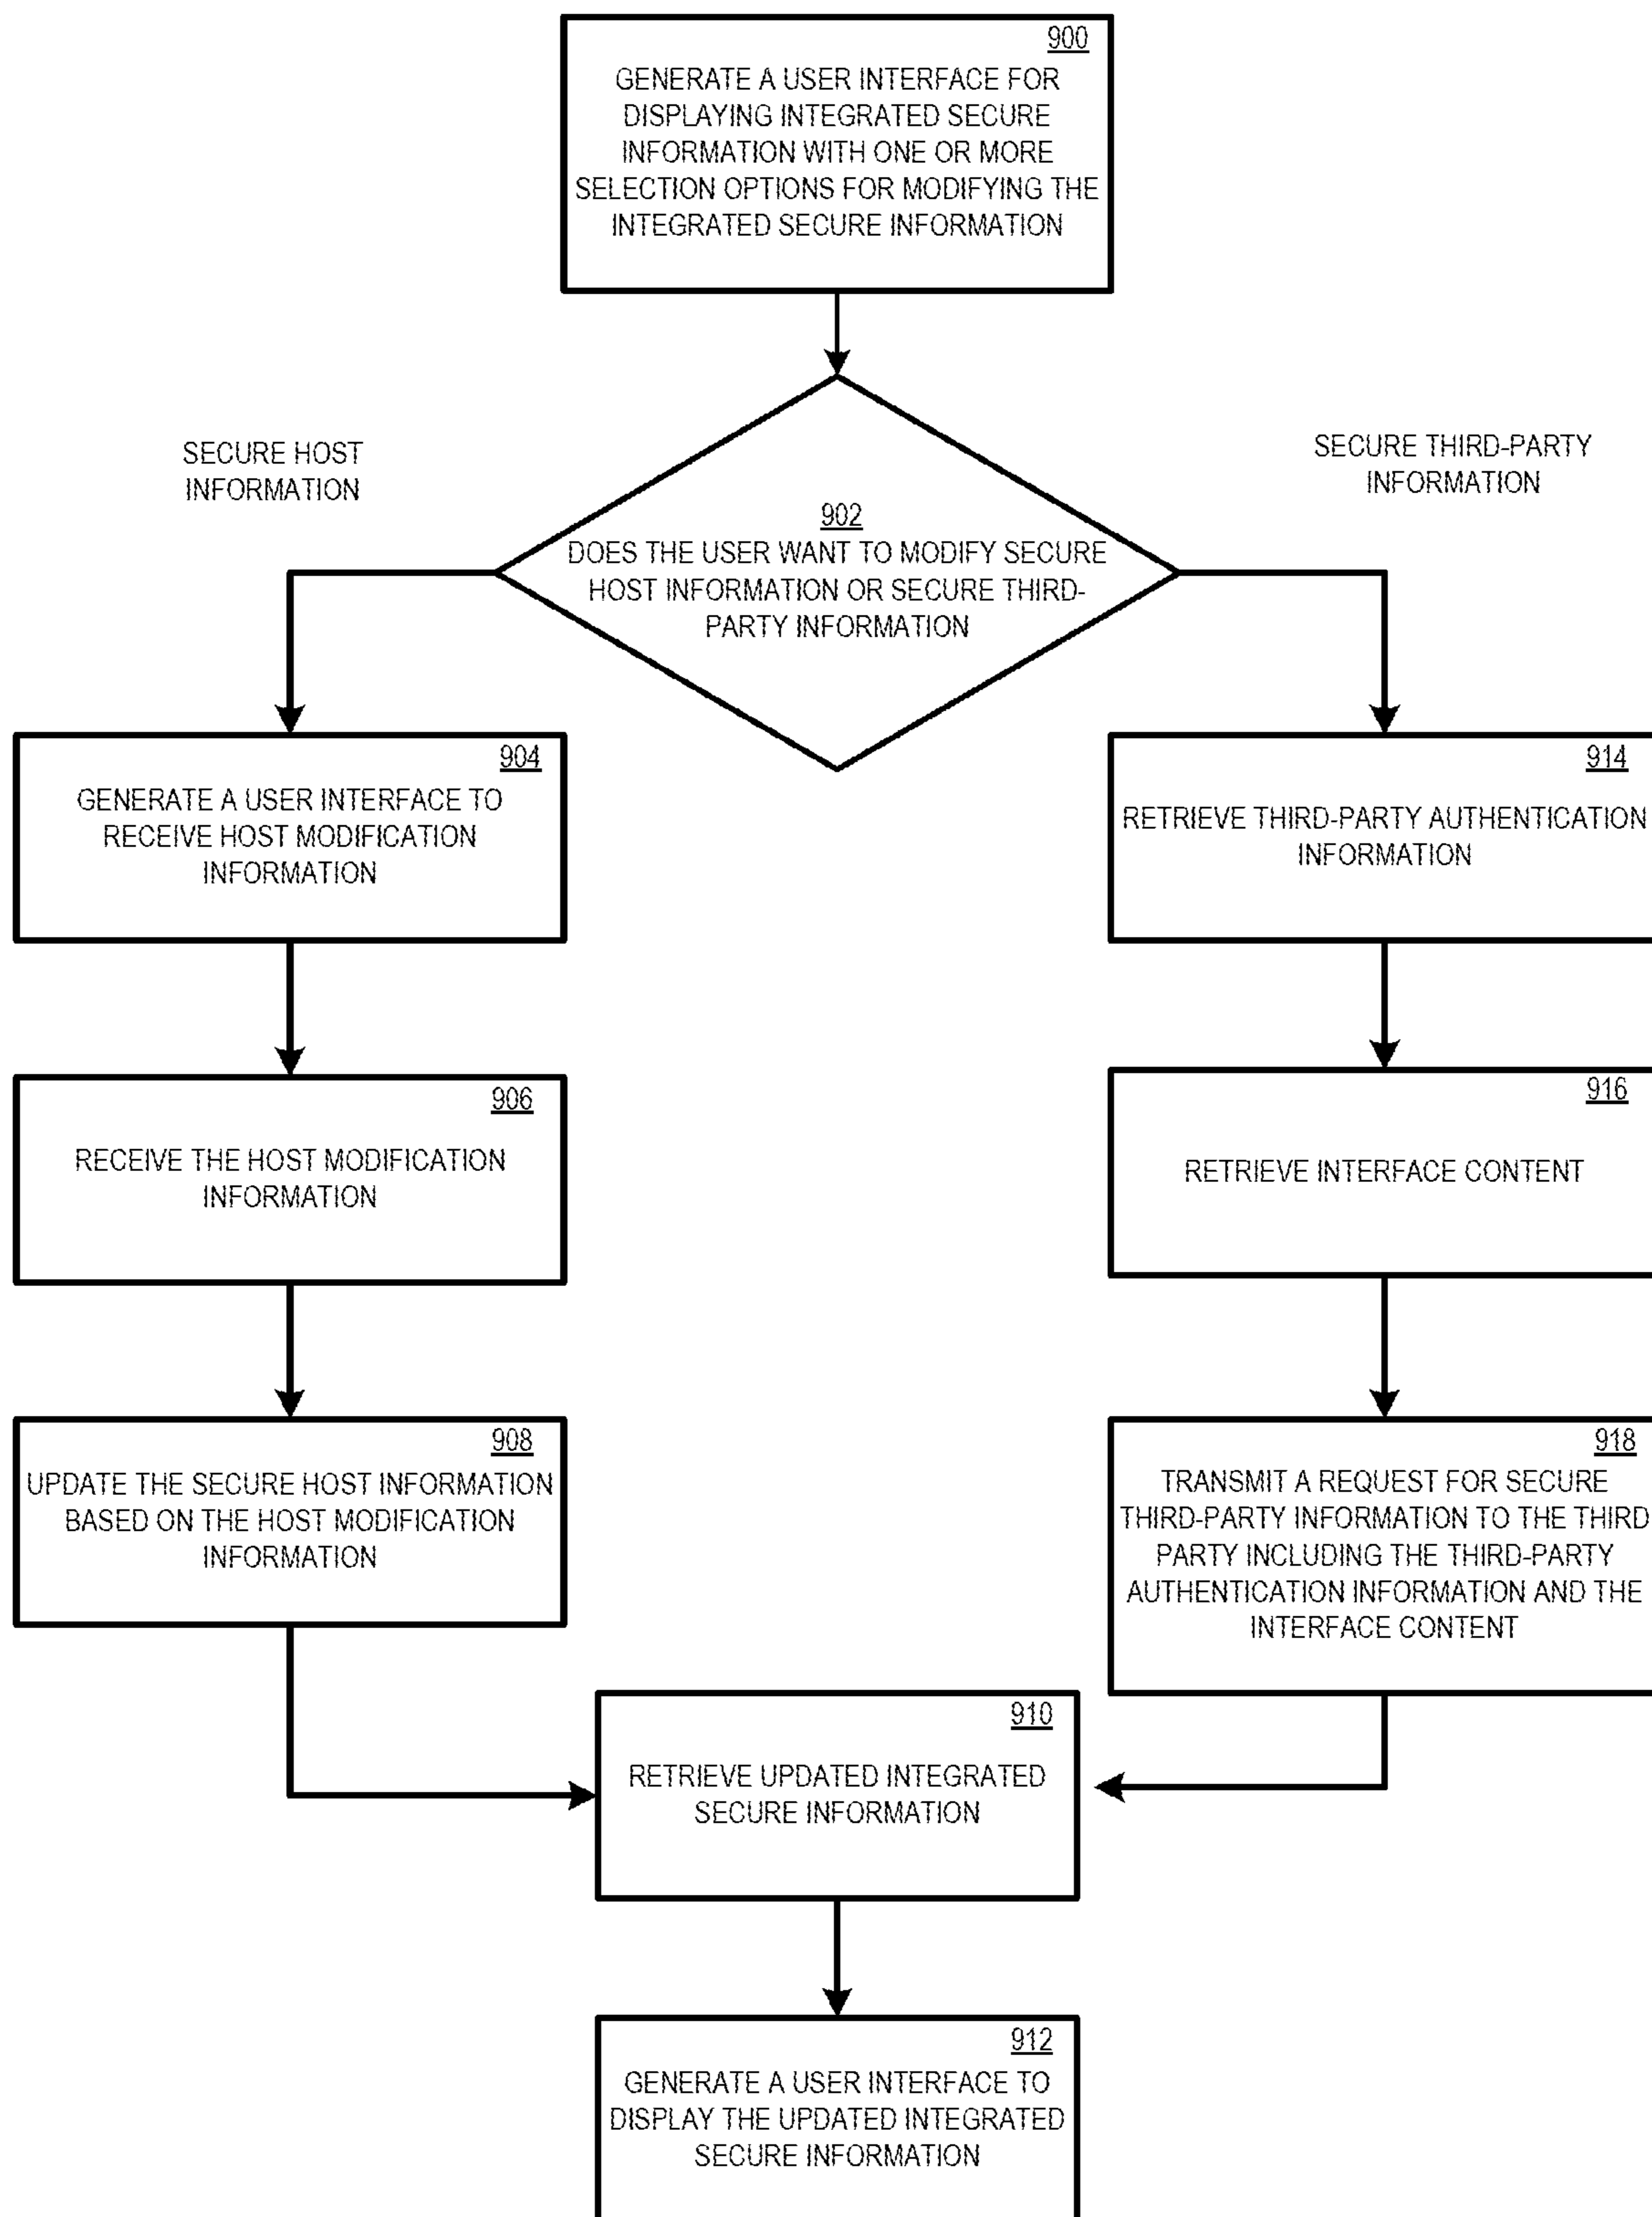 900
GENERATE A USER INTERFACE FOR
DISPLAYING INTEGRATED SECURE
INFORMATION WITH ONE OR MORE
SELECTION OPTIONS FOR MODIFYING THE
INTEGRATED SECURE INFORMATION
SECURE HOST
INFORMATION
SECURE THIRD-PARTY
INFORMATION
902
DOES THE USER WANT TO MODIFY SECURE
HOST INFORMATION OR SECURE THIRD-
PARTY INFORMATION
904
GENERATE A USER INTERFACE TO
RECEIVE HOST MODIFICATION
INFORMATION
914
RETRIEVE THIRD-PARTY AUTHENTICATION
INFORMATION
906
RECEIVE THE HOST MODIFICATION
INFORMATION
916
RETRIEVE INTERFACE CONTENT
908
UPDATE THE SECURE HOST INFORMATION
BASED ON THE HOST MODIFICATION
INFORMATION
918
TRANSMIT A REQUEST FOR SECURE
THIRD-PARTY INFORMATION TO THE THIRD
PARTY INCLUDING THE THIRD-PARTY
AUTHENTICATION INFORMATION AND THE
INTERFACE CONTENT
910
RETRIEVE UPDATED INTEGRATED
SECURE INFORMATION
912
GENERATE A USER INTERFACE TO
DISPLAY THE UPDATED INTEGRATED
SECURE INFORMATION